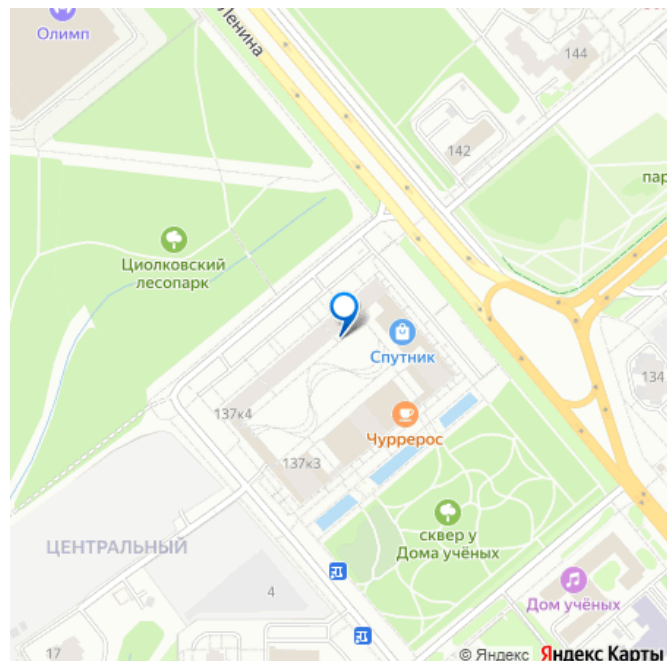 Олимп
Ленина
144
142
пар
Циолковский
лесопарк
Спутник
134
137к4
Чуррерос
137к3
сквер у
Дома учёных
ЦЕНТРАЛЬНЫЙ
4
Дом учёных
17
© Яндекс Яндекс Карты